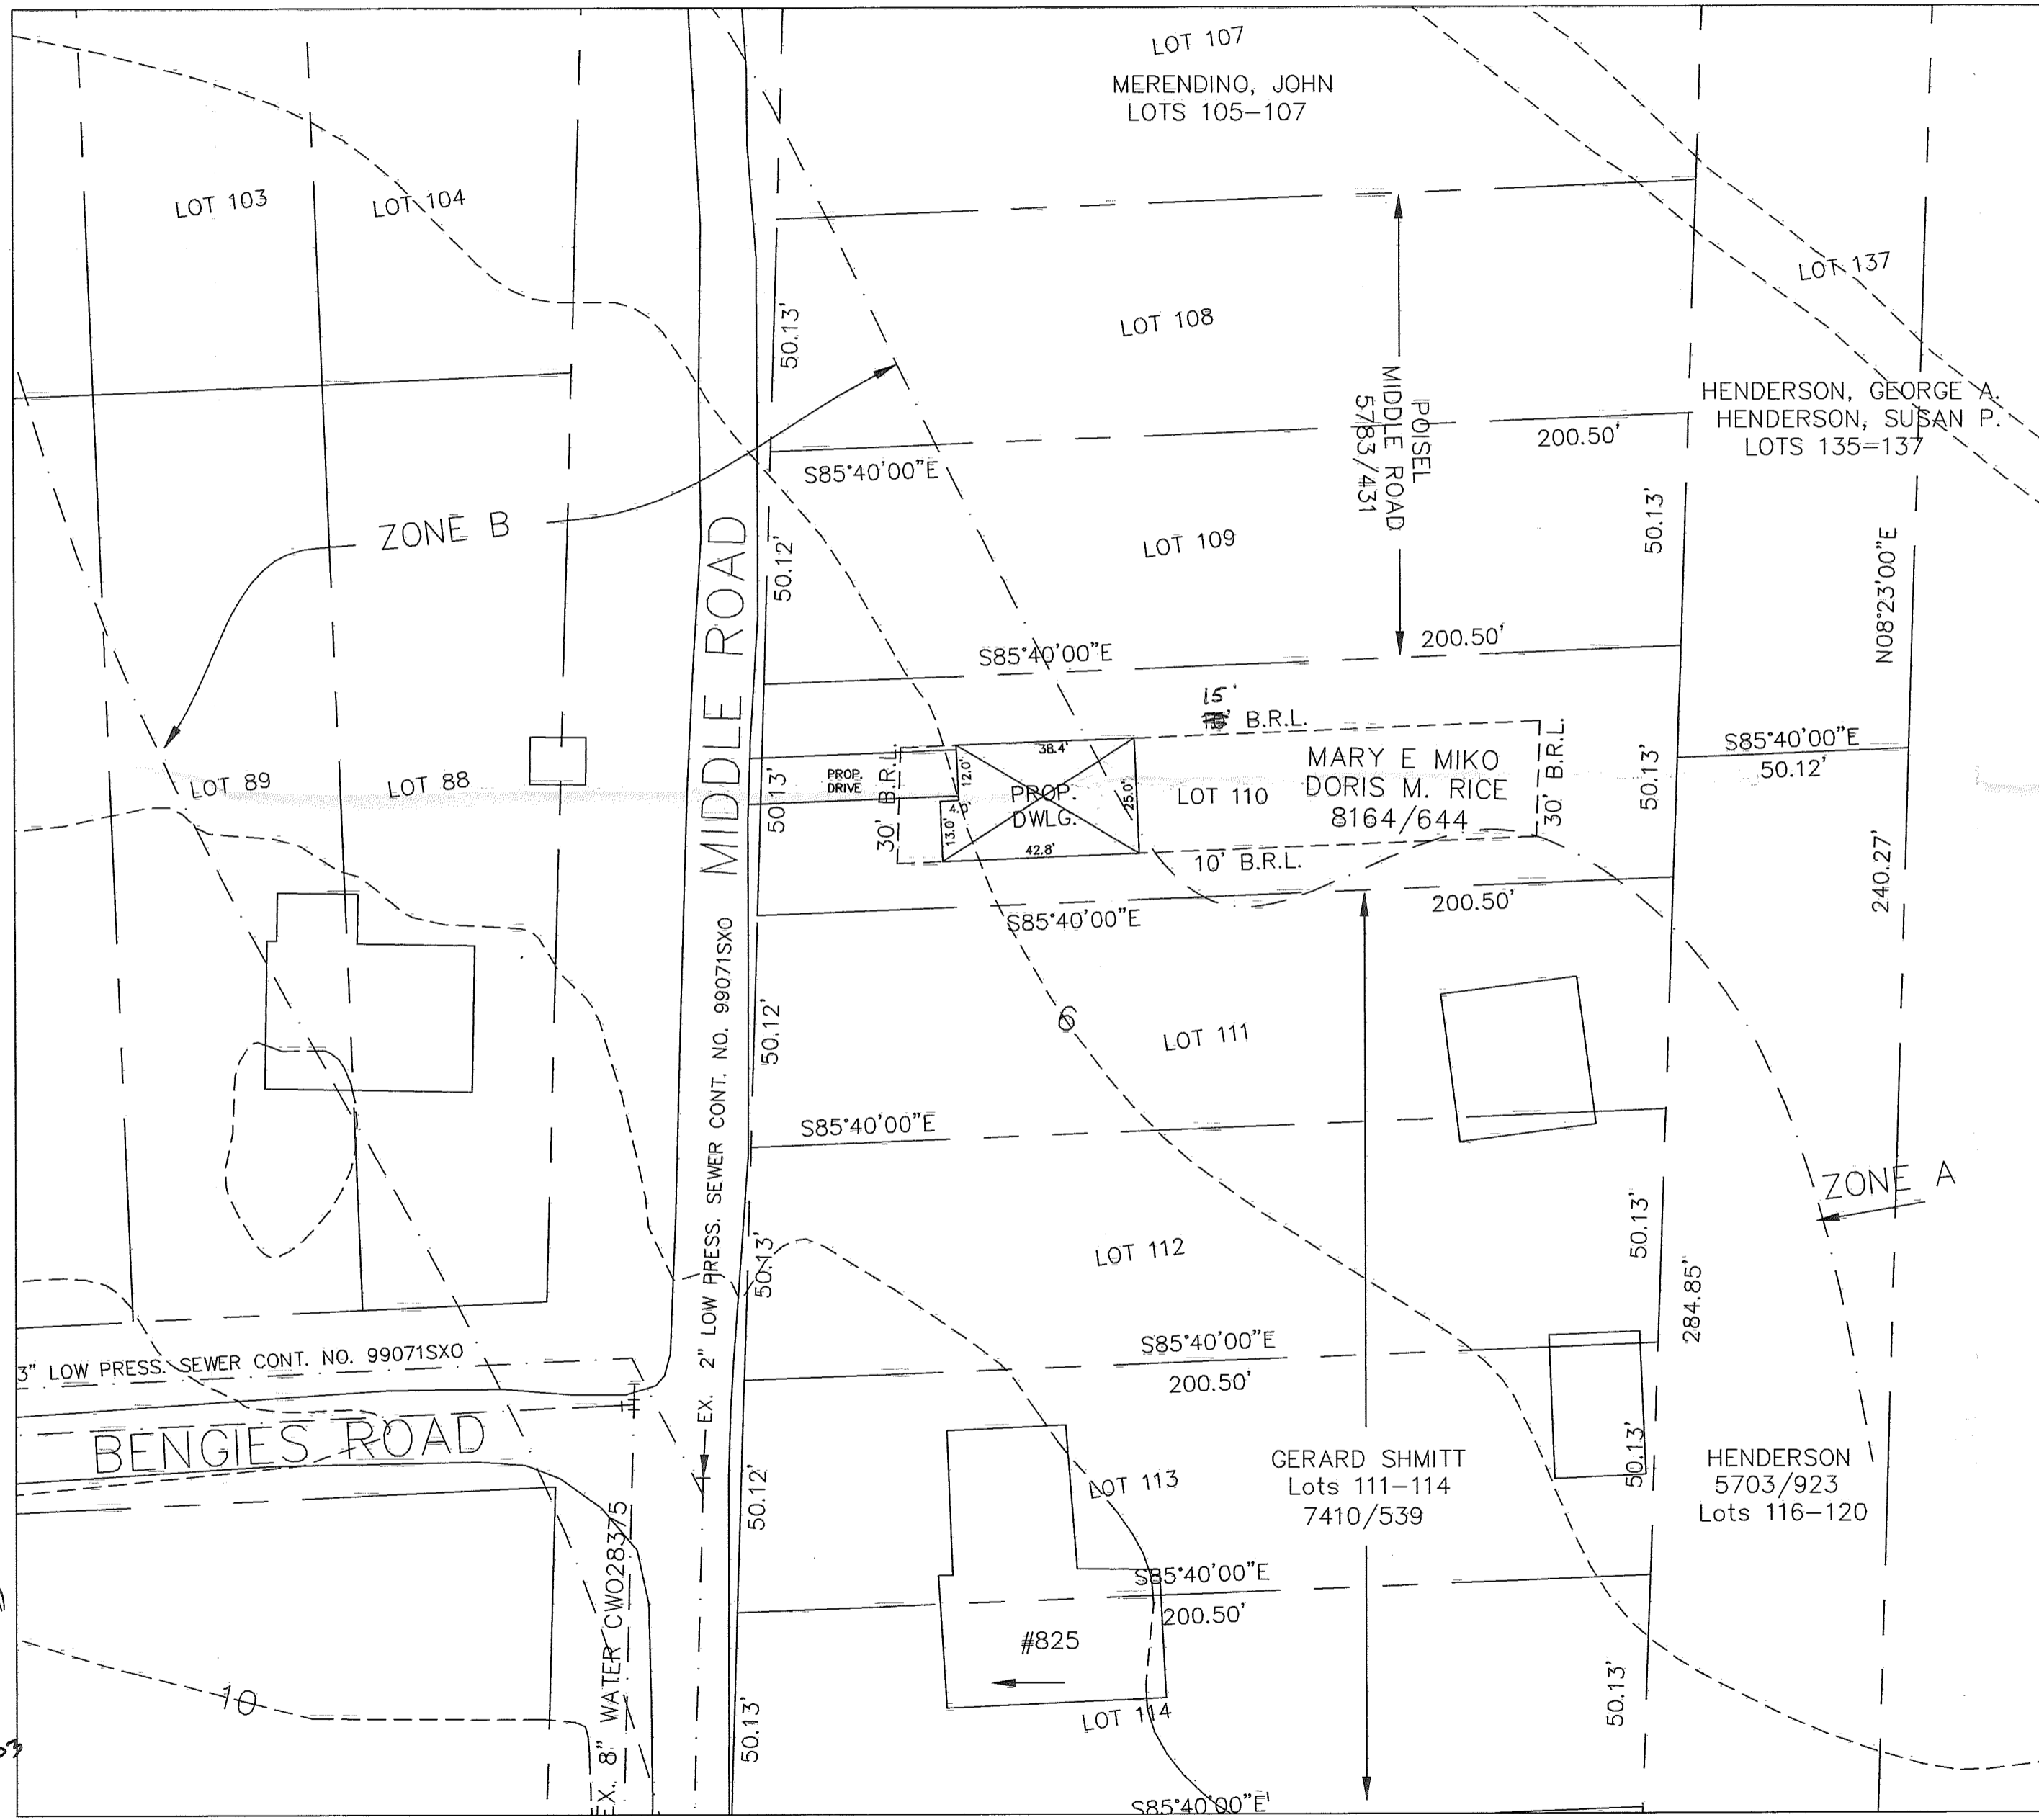 LOT 107
MERENDINO, JOHN
LOTS 105-107
LOT 103
LOT 104
LOT 137
50.13'
LOT 108
POISEL
MIDDLE ROAD
5783/431
HENDERSON, GEORGE A.
HENDERSON, SUSAN P.
LOTS 135-137
S85°40'00"E
200.50'
ZONE B
50.12'
LOT 109
50.13'
N08°23'00"E
MIDDLE ROAD
S85°40'00"E
200.50'
15'
B.R.L.
S85°40'00"E
50.12'
LOT 89
LOT 88
50.13'
PROP.
DRIVE
30' B.R.L.
38.4'
12.0'
4.0'
13.0'
25.0'
42.8'
PROP.
DWLG.
LOT 110
MARY E MIKO
DORIS M. RICE
8164/644
30' B.R.L.
50.13'
10' B.R.L.
S85°40'00"E
200.50'
240.27'
EX. 2" LOW PRESS. SEWER CONT. NO. 99071SXO
50.12'
6
LOT 111
S85°40'00"E
ZONE A
50.13'
LOT 112
50.13'
284.85'
S85°40'00"E
200.50'
3" LOW PRESS. SEWER CONT. NO. 99071SXO
BENGIES ROAD
50.12'
LOT 113
GERARD SHMITT
Lots 111-114
7410/539
50.13'
HENDERSON
5703/923
Lots 116-120
EX. 8" WATER CWO28375
S85°40'00"E
200.50'
#825
10
50.13'
LOT 114
50.13'
S85°40'00"E